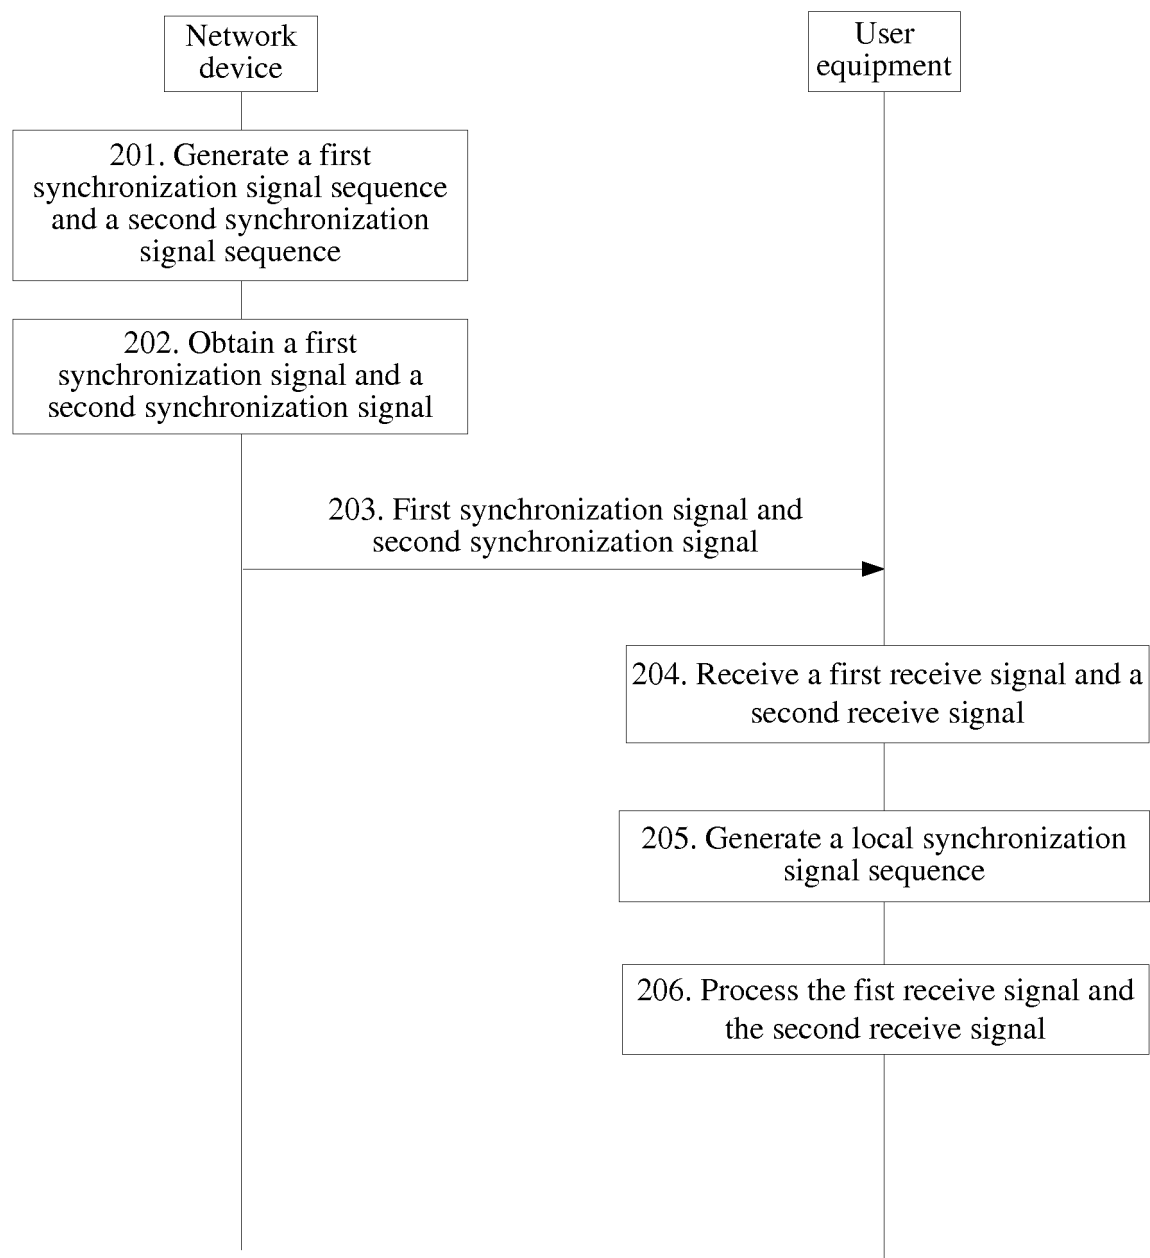 Network
device
User
equipment
201. Generate a first
synchronization signal sequence
and a second synchronization
signal sequence
202. Obtain a first
synchronization signal and a
second synchronization signal
203. First synchronization signal and
second synchronization signal
204. Receive a first receive signal and a
second receive signal
205. Generate a local synchronization
signal sequence
206. Process the fist receive signal and
the second receive signal